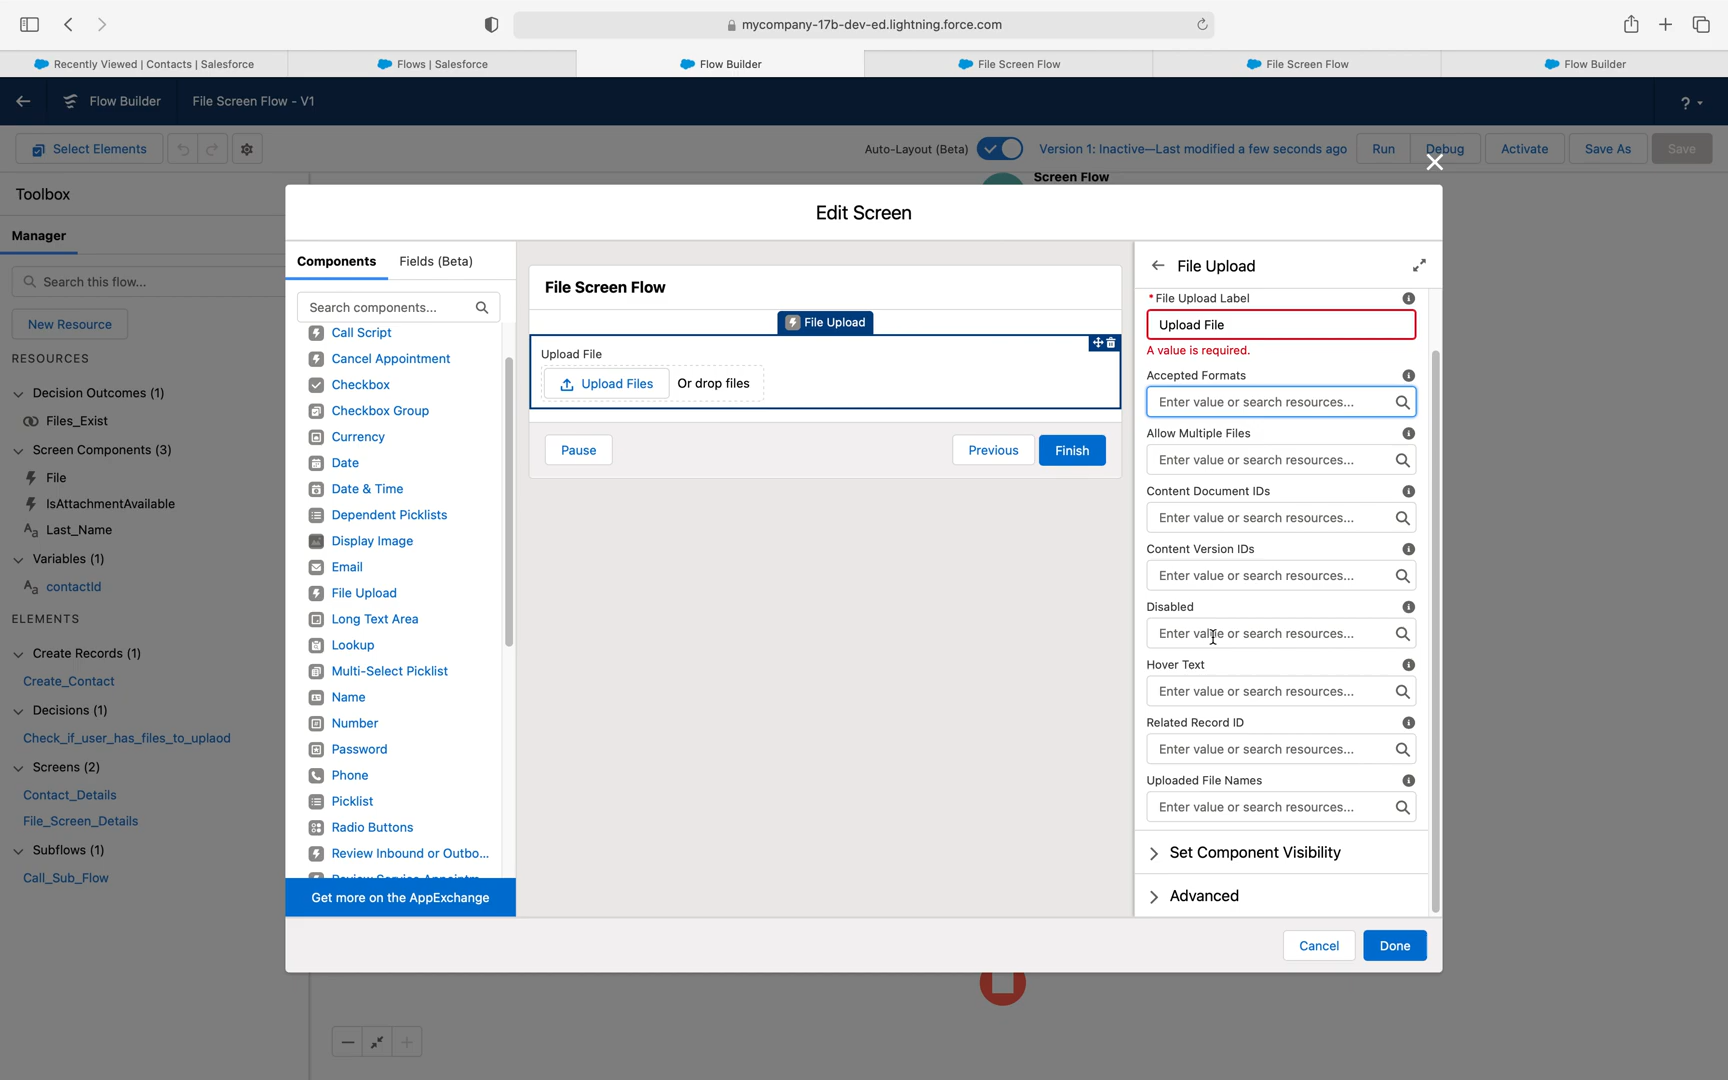 mycompany-17b-dev-ed.lightning.force.com
Recently Viewed | Contacts | Salesforce
Flows | Salesforce
Flow Builder
File Screen Flow
File Screen Flow
Flow Builder
Flow Builder
File Screen Flow - V1
?
Select Elements
Auto-Layout (Beta)
Version 1: Inactive—Last modified a few seconds ago
Run
Debug
Activate
Save As
Save
Toolbox
Screen Flow
Manager
Search this flow...
New Resource
RESOURCES
Decision Outcomes (1)
Files_Exist
Screen Components (3)
File
IsAttachmentAvailable
Last_Name
Variables (1)
contactId
ELEMENTS
Create Records (1)
Create_Contact
Decisions (1)
Check_if_user_has_files_to_uplaod
Screens (2)
Contact_Details
File_Screen_Details
Subflows (1)
Call_Sub_Flow
Edit Screen
Components
Fields (Beta)
Search components...
Call Script
Cancel Appointment
Checkbox
Checkbox Group
Currency
Date
Date & Time
Dependent Picklists
Display Image
Email
File Upload
Long Text Area
Lookup
Multi-Select Picklist
Name
Number
Password
Phone
Picklist
Radio Buttons
Review Inbound or Outbo...
Get more on the AppExchange
File Screen Flow
File Upload
Upload File
Upload Files
Or drop files
Pause
Previous
Finish
File Upload
* File Upload Label
Upload File
A value is required.
Accepted Formats
Enter value or search resources...
Allow Multiple Files
Enter value or search resources...
Content Document IDs
Enter value or search resources...
Content Version IDs
Enter value or search resources...
Disabled
Enter value or search resources...
Hover Text
Enter value or search resources...
Related Record ID
Enter value or search resources...
Uploaded File Names
Enter value or search resources...
Set Component Visibility
Advanced
Cancel
Done